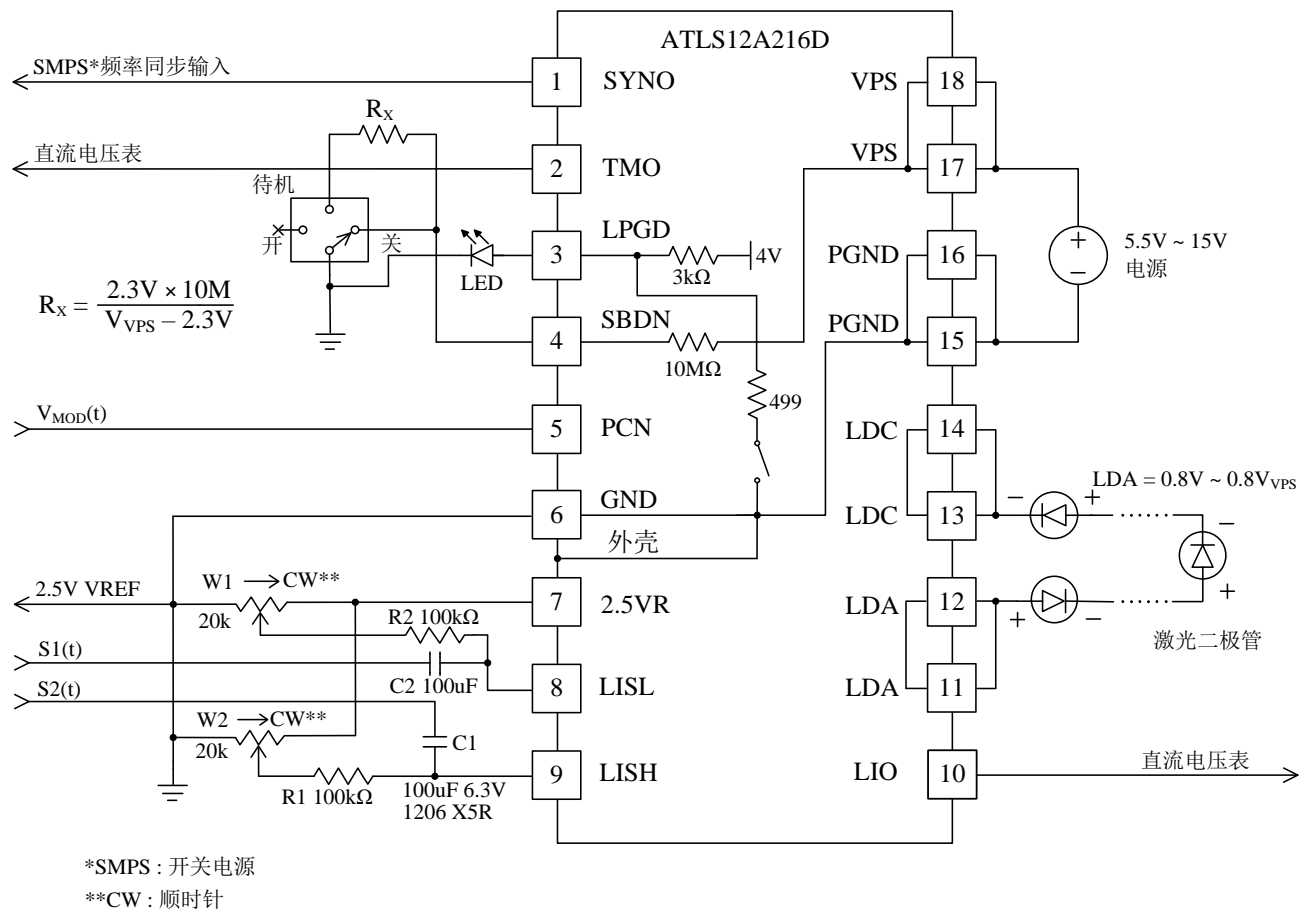 ATLS12A216D
SMPS*频率同步输入
1 SYNO
VPS 18
R_X
直流电压表
2 TMO
VPS 17
待机
开
关
LED
3 LPGD
3kΩ
4V
PGND 16
5.5V ~ 15V
电源
R_X = 2.3V × 10M / V_VPS − 2.3V
4 SBDN
10MΩ
PGND 15
499
V_MOD(t)
5 PCN
LDC 14
LDA = 0.8V ~ 0.8V_VPS
6 GND
外壳
LDC 13
2.5V VREF
W1 CW**
20k
7 2.5VR
LDA 12
R2 100kΩ
激光二极管
S1(t)
C2 100uF
8 LISL
LDA 11
S2(t)
W2 CW**
20k
C1
R1 100kΩ
100uF 6.3V
1206 X5R
9 LISH
LIO 10
直流电压表
*SMPS : 开关电源
**CW : 顺时针